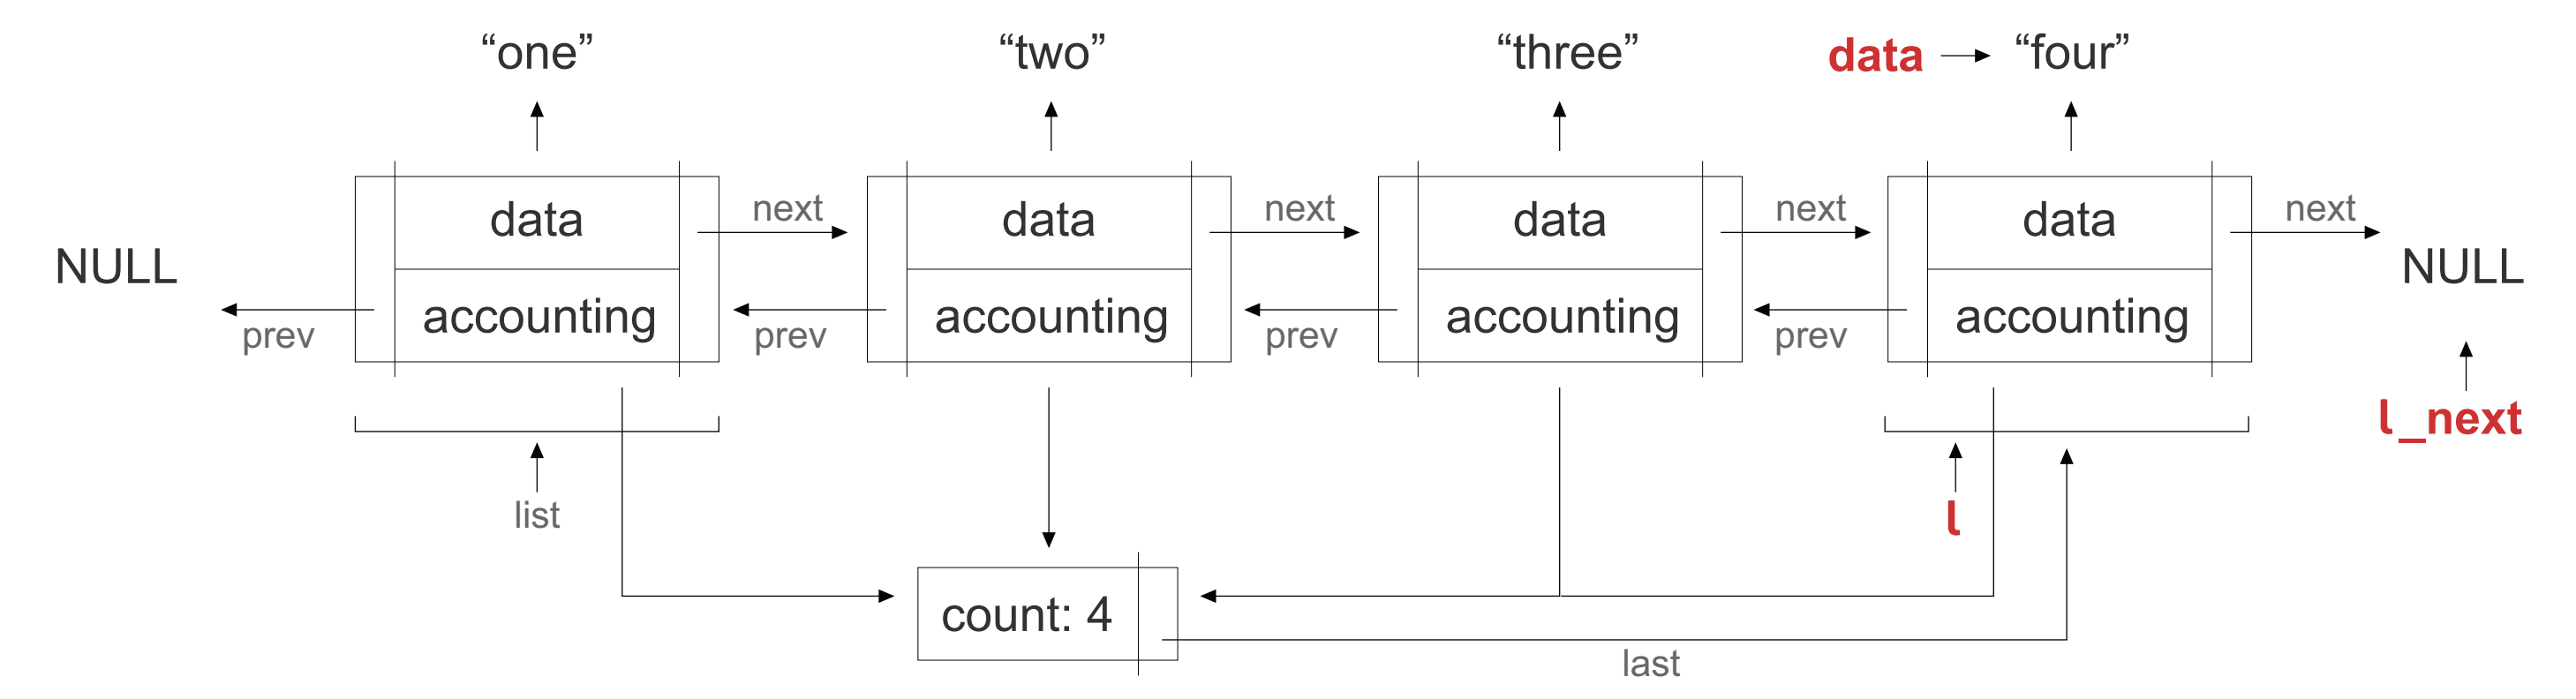 “one” “two” “three” data “four”
data next data next data next data next
NULL NULL
accounting accounting accounting accounting
prev prev prev prev
l_next
list l
count: 4
last